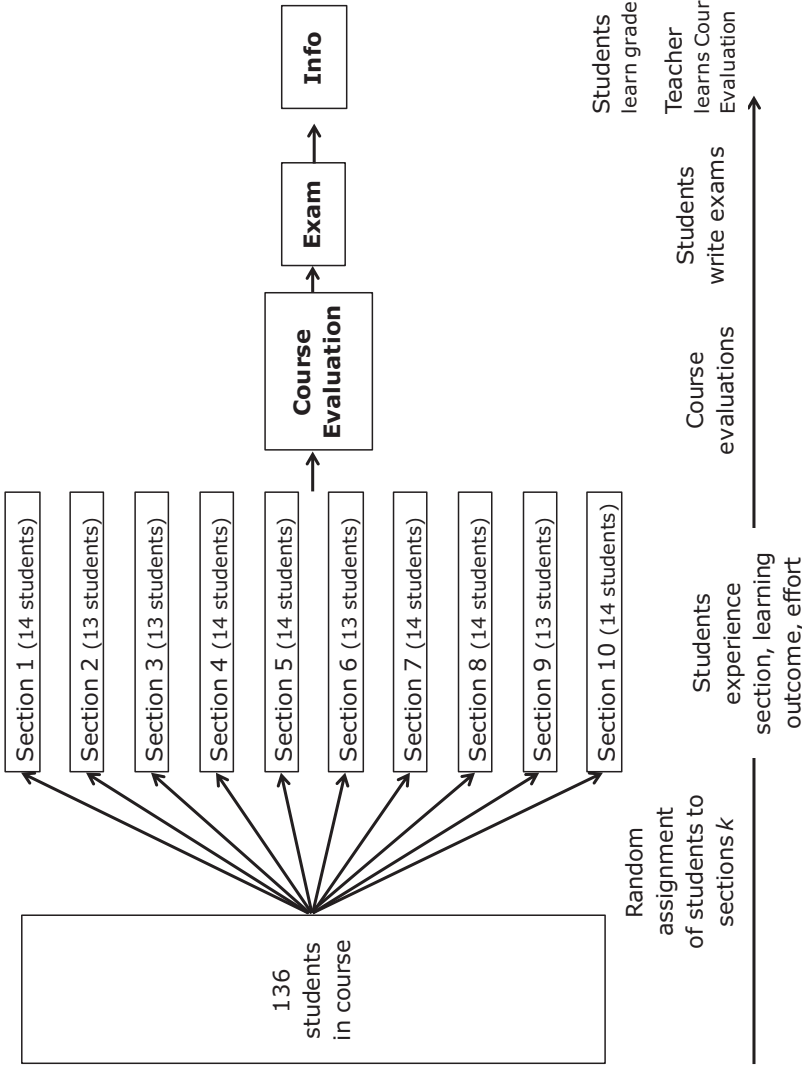 136
students
in course
Section 1 (14 students)
Section 2 (13 students)
Section 3 (13 students)
Section 4 (14 students)
Section 5 (14 students)
Section 6 (13 students)
Section 7 (14 students)
Section 8 (14 students)
Section 9 (13 students)
Section 10 (14 students)
Course
Evaluation
Exam
Info
Random
assignment
of students to
sections k
Students
experience
section, learning
outcome, effort
Course
evaluations
Students
write exams
Students
learn grade
Teacher
learns Cour
Evaluation